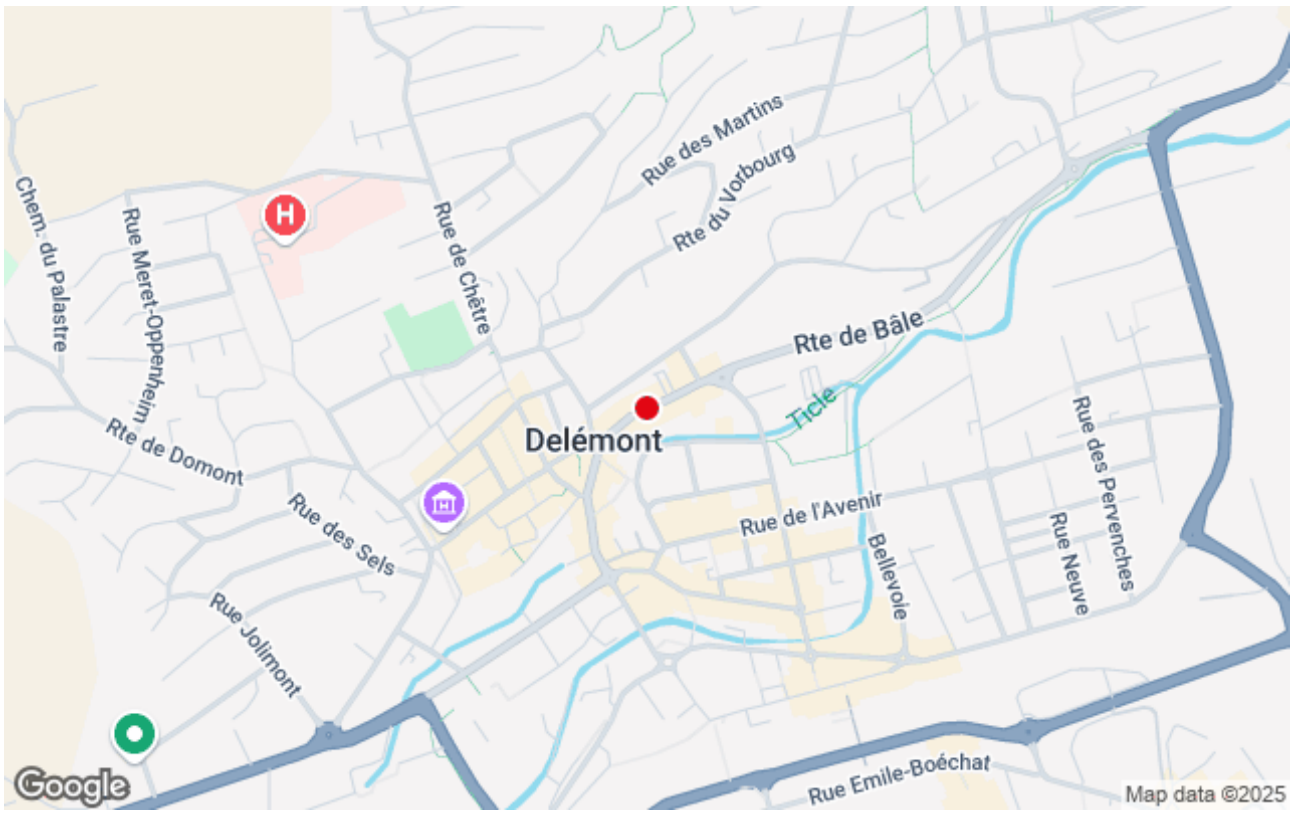 Rue des Martins
Rte du Vorbourg
H
Chem. du Palastre
Rue Meret-Oppenheim
Rue de Chêtre
Rte de Bâle
Ticle
Delémont
Rte de Domont
Rue des Pervenches
Rue des Sels
Rue de l'Avenir
Rue Neuve
Bellevoie
Rue Jolimont
Rue Emile-Boéchat
Google
Map data ©2025